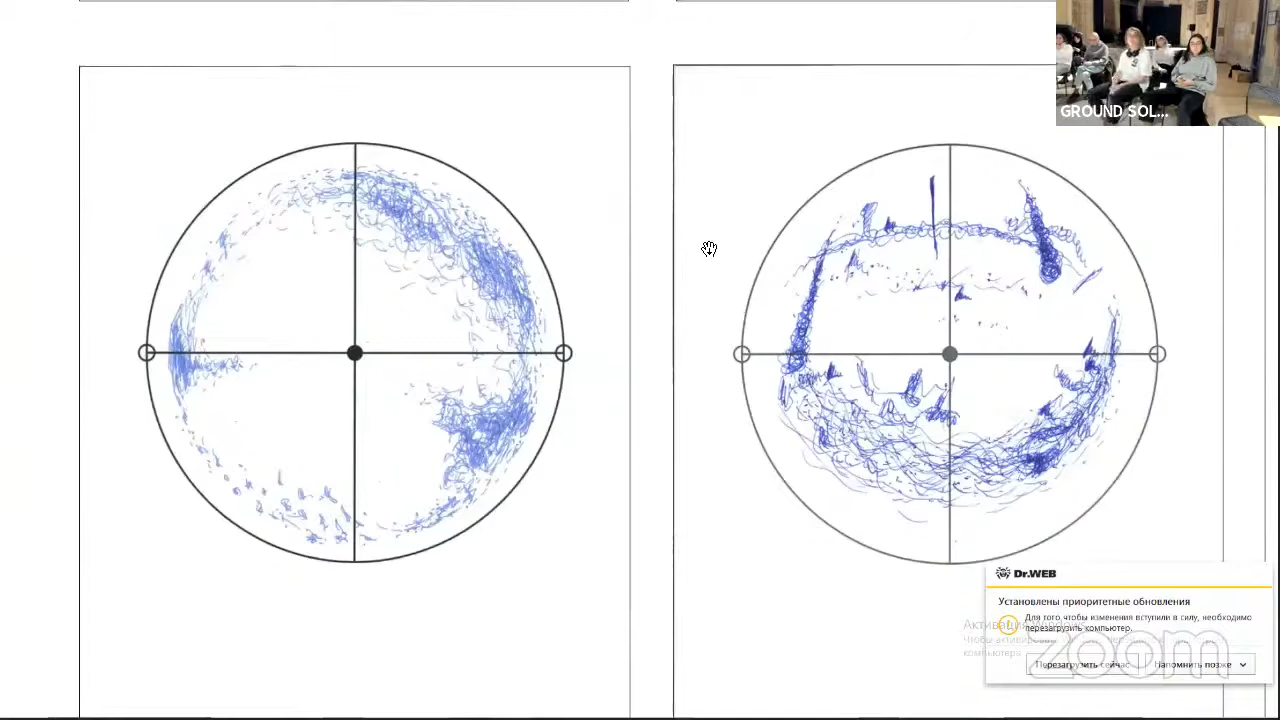 GROUND SOL...
Dr.WEB
Установлены приоритетные обновления
Для того чтобы изменения вступили в силу, необходимо
перезагрузить компьютер.
Перезагрузить сейчас
Напомнить позже
zoom